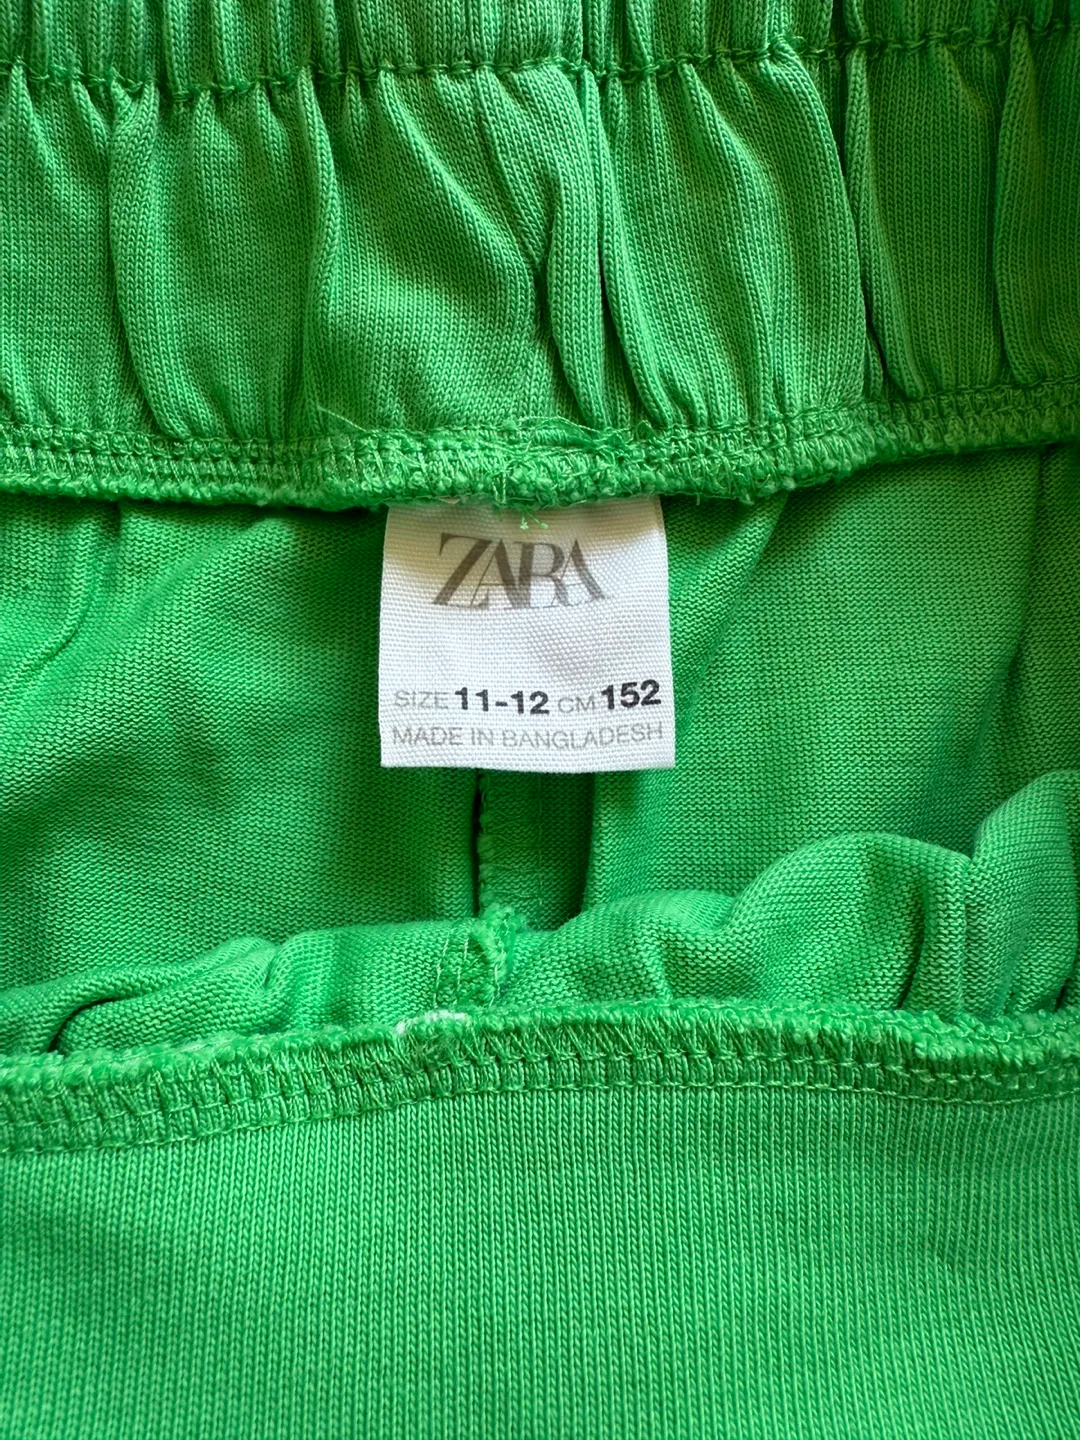 ZARA
SIZE 11-12 CM 152
MADE IN BANGLADESH